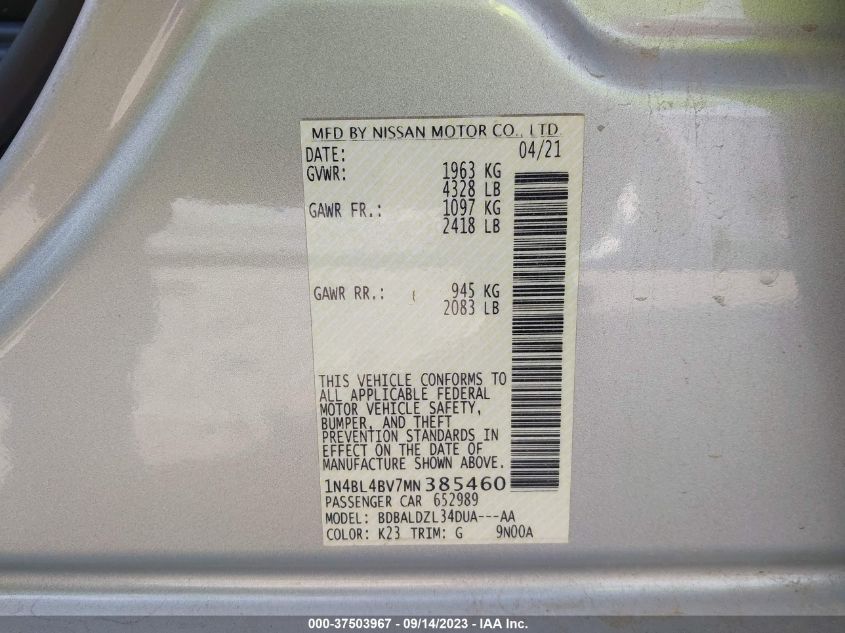 MFD BY NISSAN MOTOR CO., LTD.
DATE: 04/21
GVWR: 1963 KG
4328 LB
GAWR FR.: 1097 KG
2418 LB
GAWR RR.: 945 KG
2083 LB
THIS VEHICLE CONFORMS TO
ALL APPLICABLE FEDERAL
MOTOR VEHICLE SAFETY,
BUMPER, AND THEFT
PREVENTION STANDARDS IN
EFFECT ON THE DATE OF
MANUFACTURE SHOWN ABOVE.
1N4BL4BV7MN385460
PASSENGER CAR 652989
MODEL: BDBALDZL34DUA---AA
COLOR: K23 TRIM: G 9N00A
000-37503967 - 09/14/2023 - © IAA Inc.